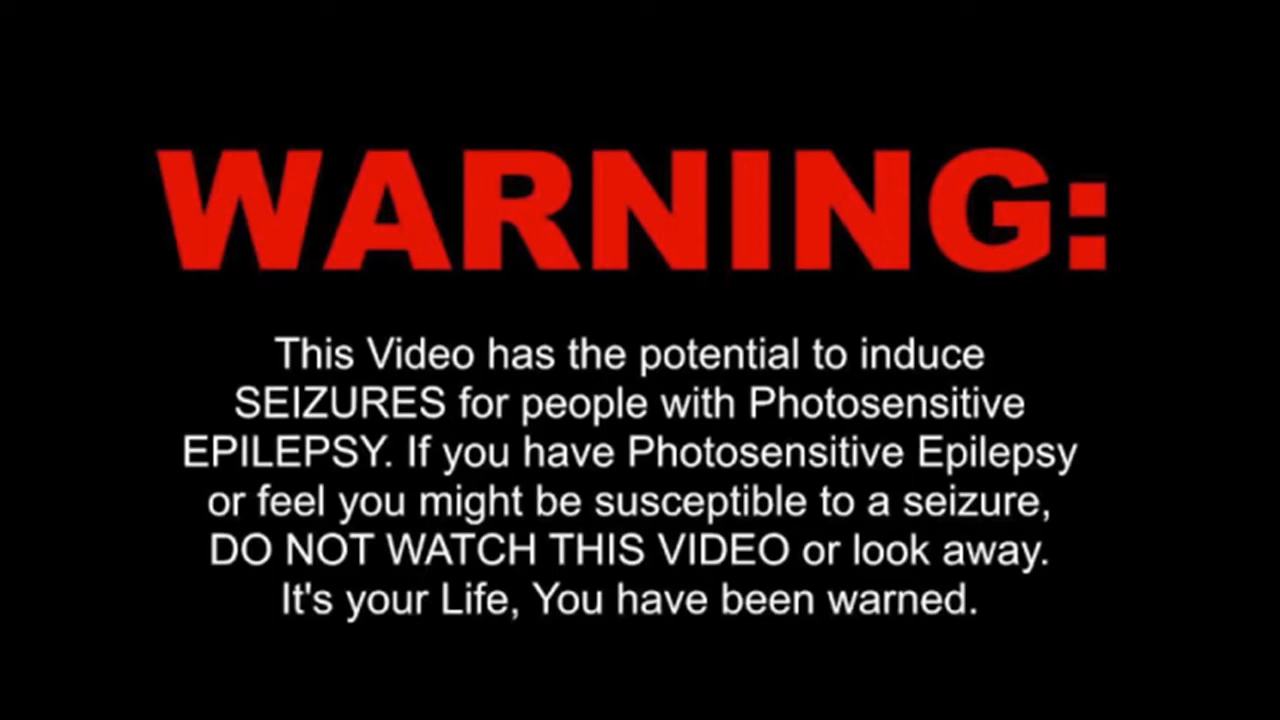 WARNING:
This Video has the potential to induce
SEIZURES for people with Photosensitive
EPILEPSY. If you have Photosensitive Epilepsy
or feel you might be susceptible to a seizure,
DO NOT WATCH THIS VIDEO or look away.
It's your Life, You have been warned.